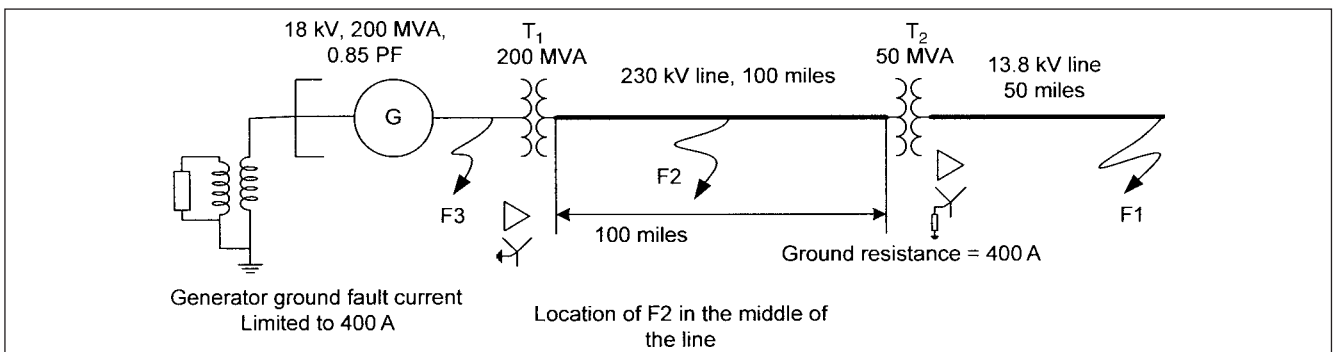 18 kV, 200 MVA,
0.85 PF
T1
200 MVA
230 kV line, 100 miles
T2
50 MVA
13.8 kV line
50 miles
G
F3
F2
F1
100 miles
Ground resistance = 400 A
Generator ground fault current
Limited to 400 A
Location of F2 in the middle of
the line